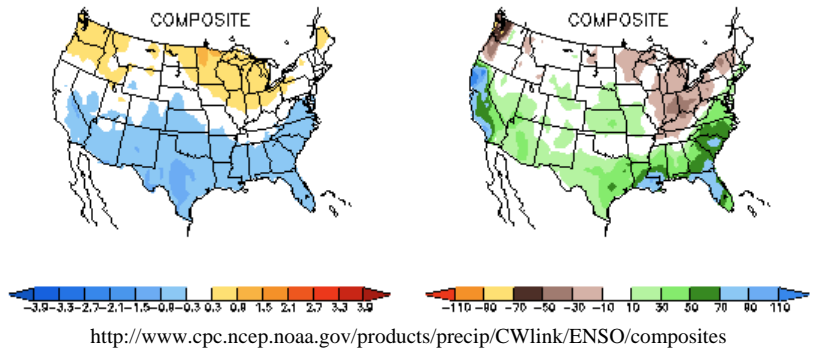 COMPOSITE
COMPOSITE
-3.9 -3.3 -2.7 -2.1 -1.5 -0.9 -0.3 0.3 0.9 1.5 2.1 2.7 3.3 3.9
-110 -90 -70 -50 -30 -10 10 30 50 70 90 110
http://www.cpc.ncep.noaa.gov/products/precip/CWlink/ENSO/composites